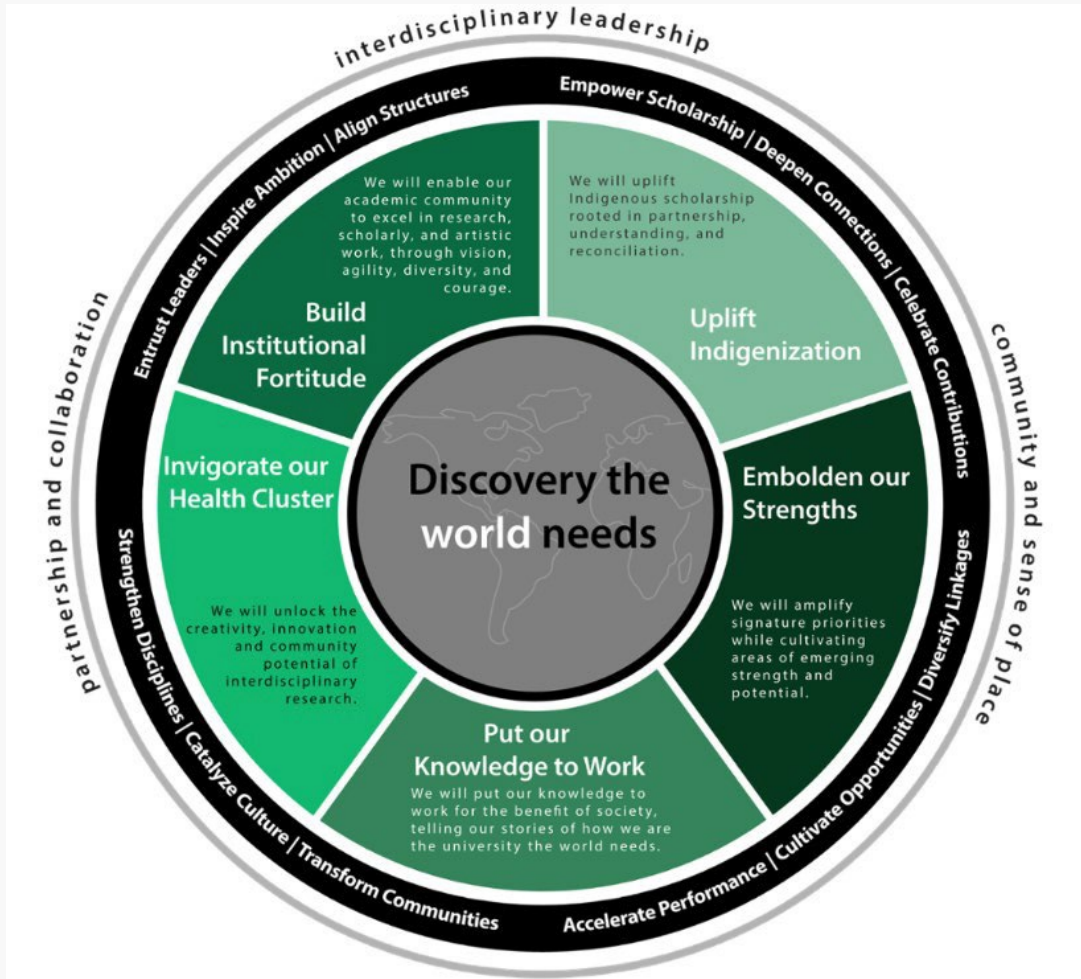 interdisciplinary leadership
partnership and collaboration
community and sense of place
Entrust Leaders | Inspire Ambition | Align Structures
Empower Scholarship | Deepen Connections | Celebrate Contributions
Strengthen Disciplines | Catalyze Culture | Transform Communities
Accelerate Performance | Cultivate Opportunities | Diversify Linkages
We will enable our
academic community
to excel in research,
scholarly, and artistic
work, through vision,
agility, diversity, and
courage.
Build
Institutional
Fortitude
We will uplift
Indigenous scholarship
rooted in partnership,
understanding, and
reconciliation.
Uplift
Indigenization
Invigorate our
Health Cluster
We will unlock the
creativity, innovation
and community
potential of
interdisciplinary
research.
Discovery the
world needs
Embolden our
Strengths
We will amplify
signature priorities
while cultivating
areas of emerging
strength and
potential.
Put our
Knowledge to Work
We will put our knowledge to
work for the benefit of society,
telling our stories of how we are
the university the world needs.